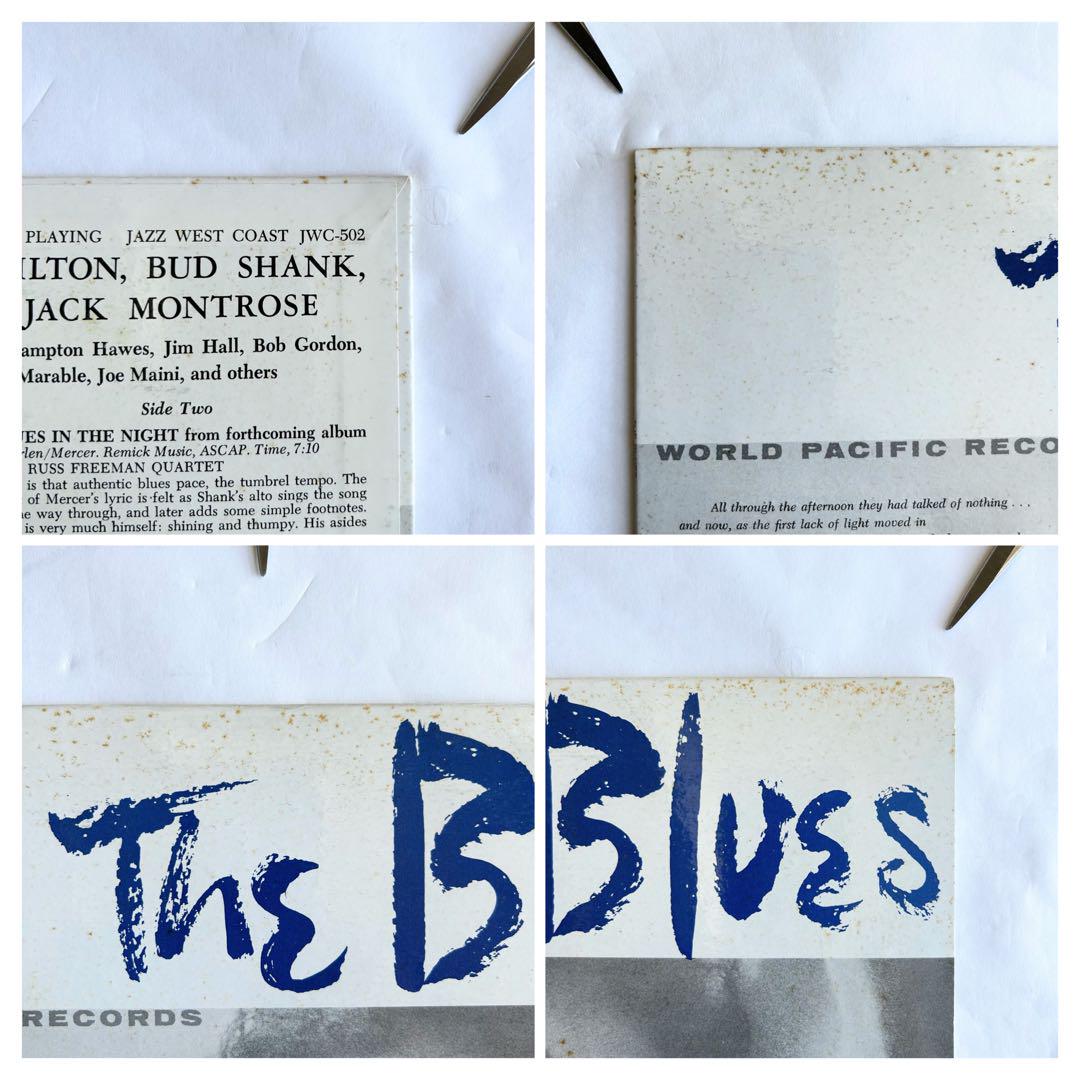 PLAYING JAZZ WEST COAST JWC-502
ILTON, BUD SHANK,
JACK MONTROSE
ampton Hawes, Jim Hall, Bob Gordon,
Marable, Joe Maini, and others
Side Two
UES IN THE NIGHT from forthcoming album
rlen/Mercer. Remick Music, ASCAP. Time, 7:10
RUSS FREEMAN QUARTET
is that authentic blues pace, the tumbrel tempo. The
of Mercer's lyric is felt as Shank's alto sings the song
e way through, and later adds some simple footnotes.
is very much himself: shining and thumpy. His asides
WORLD PACIFIC RECO
All through the afternoon they had talked of nothing . . .
and now, as the first lack of light moved in
The B
RECORDS
Blues